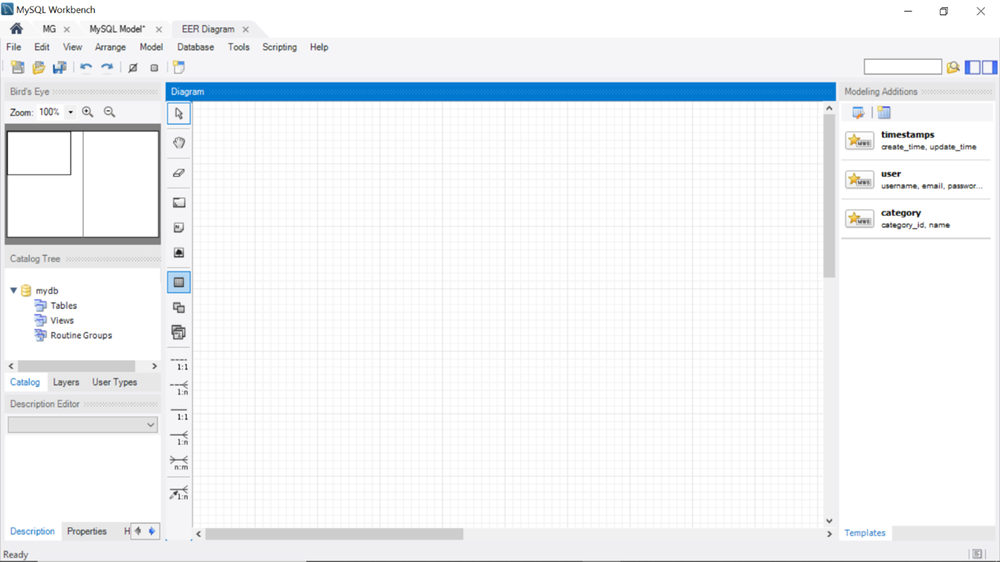 MySQL Workbench
MG
MySQL Model*
EER Diagram
File Edit View Arrange Model Database Tools Scripting Help
Bird's Eye
Zoom: 100%
Catalog Tree
mydb
Tables
Views
Routine Groups
Catalog Layers User Types
Description Editor
Description Properties H
Diagram
1:1
1:n
1:1
1:n
n:m
1:n
Modeling Additions
MWB
timestamps
create_time, update_time
MWB
user
username, email, passwor...
MWB
category
category_id, name
Templates
Ready